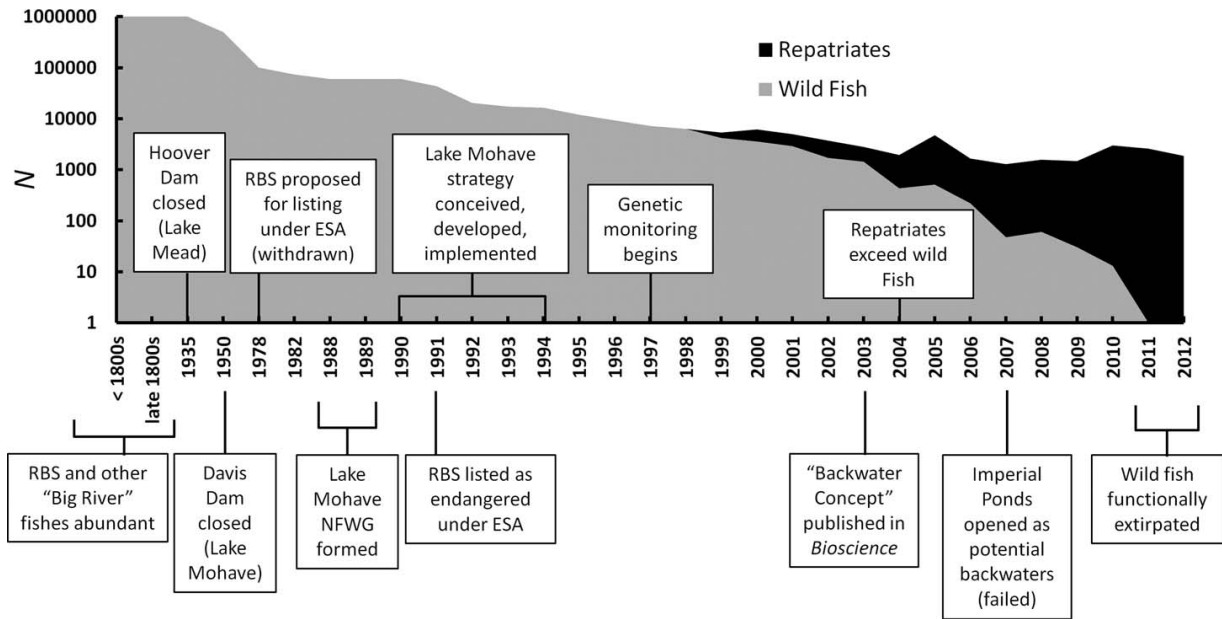 1000000
100000
10000
1000
100
10
1
N
Repatriates
Wild Fish
Hoover
Dam
closed
(Lake
Mead)
RBS proposed
for listing
under ESA
(withdrawn)
Lake Mohave
strategy
conceived,
developed,
implemented
Genetic
monitoring
begins
Repatriates
exceed wild
Fish
< 1800s
late 1800s
1935
1950
1978
1982
1988
1989
1990
1991
1992
1993
1994
1995
1996
1997
1998
1999
2000
2001
2002
2003
2004
2005
2006
2007
2008
2009
2010
2011
2012
RBS and other
“Big River”
fishes abundant
Davis
Dam
closed
(Lake
Mohave)
Lake
Mohave
NFWG
formed
RBS listed as
endangered
under ESA
“Backwater
Concept”
published in
Bioscience
Imperial
Ponds
opened as
potential
backwaters
(failed)
Wild fish
functionally
extirpated